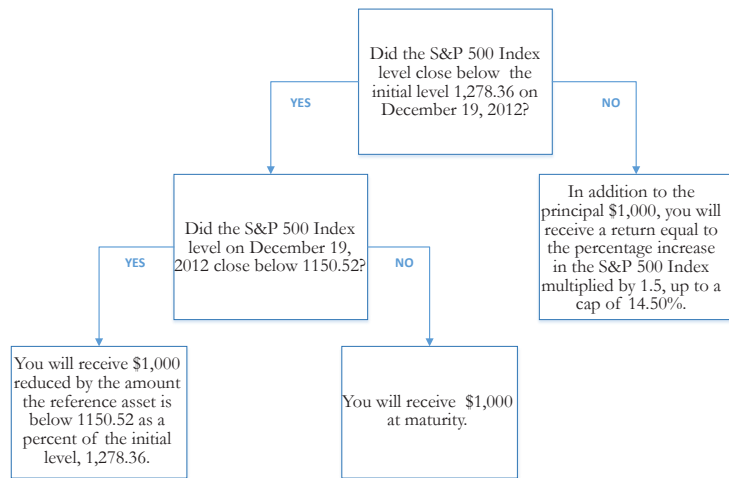 Did the S&P 500 Index
level close below the
initial level 1,278.36 on
December 19, 2012?
YES
NO
Did the S&P 500 Index
level on December 19,
2012 close below 1150.52?
In addition to the
principal $1,000, you will
receive a return equal to
the percentage increase
in the S&P 500 Index
multiplied by 1.5, up to a
cap of 14.50%.
YES
NO
You will receive $1,000
reduced by the amount
the reference asset is
below 1150.52 as a
percent of the initial
level, 1,278.36.
You will receive $1,000
at maturity.